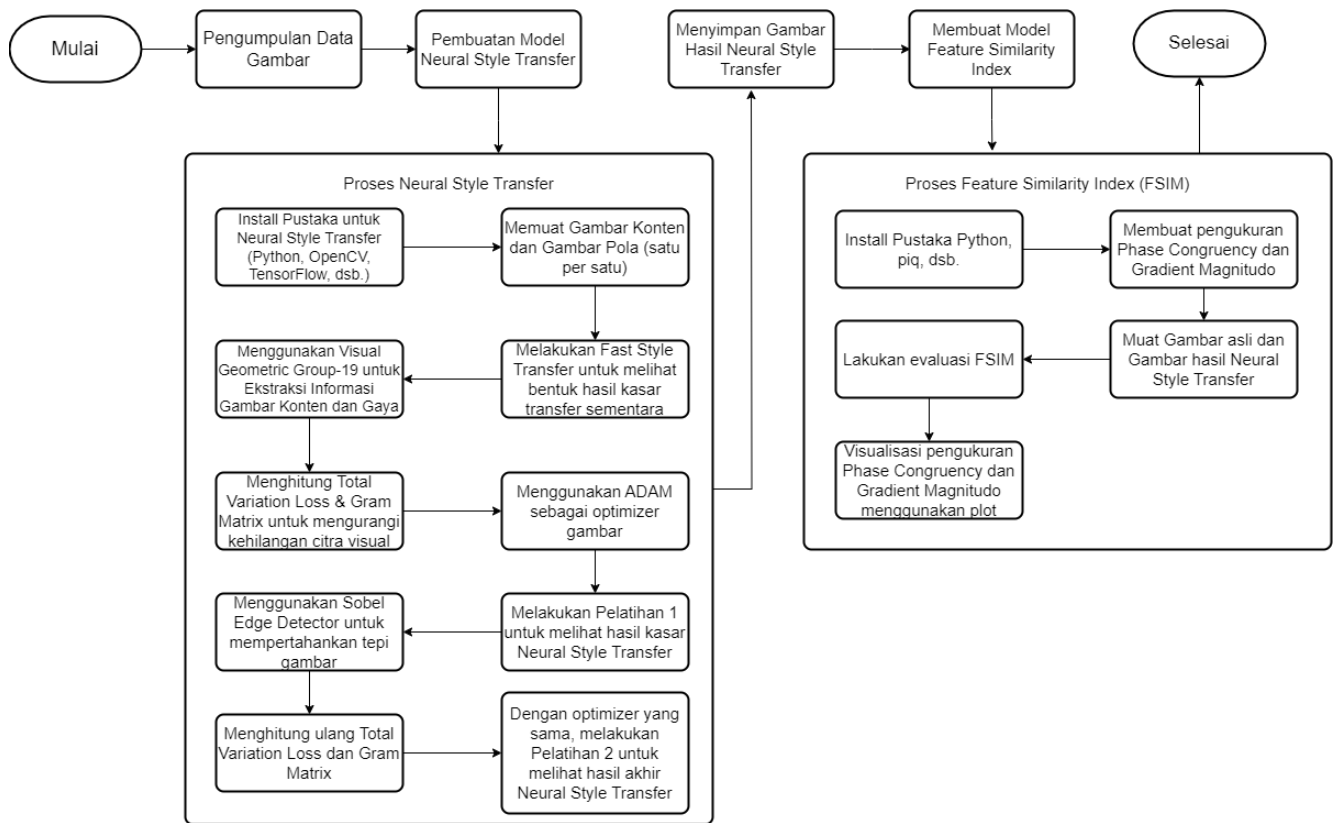 Mulai
Pengumpulan Data
Gambar
Pembuatan Model
Neural Style Transfer
Menyimpan Gambar
Hasil Neural Style
Transfer
Membuat Model
Feature Similarity
Index
Selesai
Proses Neural Style Transfer
Install Pustaka untuk
Neural Style Transfer
(Python, OpenCV,
TensorFlow, dsb.)
Memuat Gambar Konten
dan Gambar Pola (satu
per satu)
Melakukan Fast Style
Transfer untuk melihat
bentuk hasil kasar
transfer sementara
Menggunakan Visual
Geometric Group-19 untuk
Ekstraksi Informasi
Gambar Konten dan Gaya
Menghitung Total
Variation Loss & Gram
Matrix untuk mengurangi
kehilangan citra visual
Menggunakan ADAM
sebagai optimizer
gambar
Melakukan Pelatihan 1
untuk melihat hasil kasar
Neural Style Transfer
Menggunakan Sobel
Edge Detector untuk
mempertahankan tepi
gambar
Menghitung ulang Total
Variation Loss dan Gram
Matrix
Dengan optimizer yang
sama, melakukan
Pelatihan 2 untuk
melihat hasil akhir
Neural Style Transfer
Proses Feature Similarity Index (FSIM)
Install Pustaka Python,
piq, dsb.
Membuat pengukuran
Phase Congruency dan
Gradient Magnitudo
Muat Gambar asli dan
Gambar hasil Neural
Style Transfer
Lakukan evaluasi FSIM
Visualisasi pengukuran
Phase Congruency dan
Gradient Magnitudo
menggunakan plot